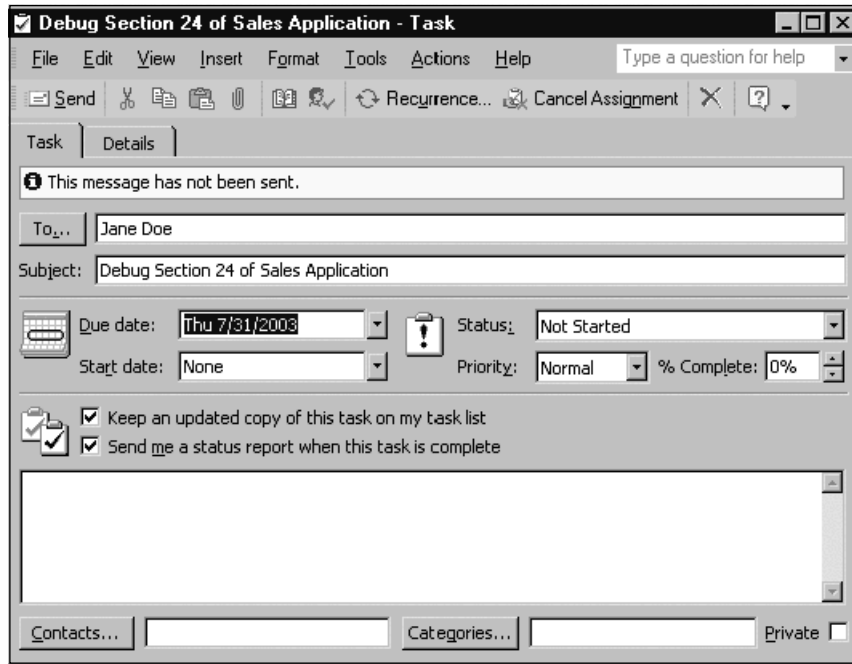 Debug Section 24 of Sales Application - Task
File Edit View Insert Format Tools Actions Help Type a question for help
Send Recurrence... Cancel Assignment
Task Details
This message has not been sent.
To... Jane Doe
Subject: Debug Section 24 of Sales Application
Due date: Thu 7/31/2003 Status: Not Started
Start date: None Priority: Normal % Complete: 0%
Keep an updated copy of this task on my task list
Send me a status report when this task is complete
Contacts... Categories... Private